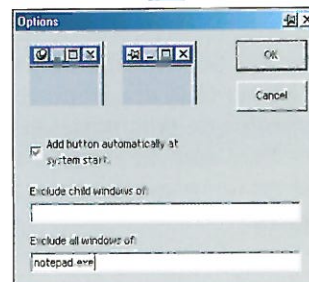 Options
OK
Cancel
Add button automatically at
system start.
Exclude child windows of:
Exclude all windows of:
notepad.exe